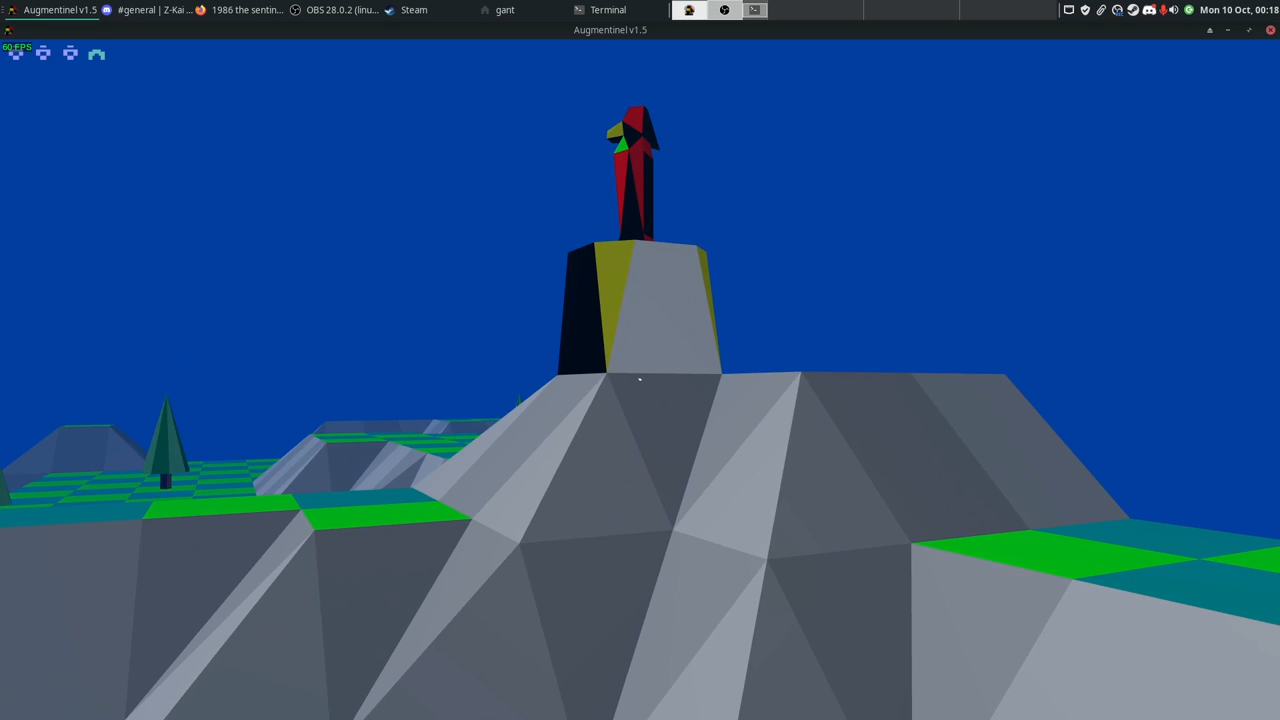 Augmentinel v1.5
#general | Z-Kai ...
1986 the sentin...
OBS 28.0.2 (linu...
Steam
gant
Terminal
Mon 10 Oct, 00:18
Augmentinel v1.5
60 FPS